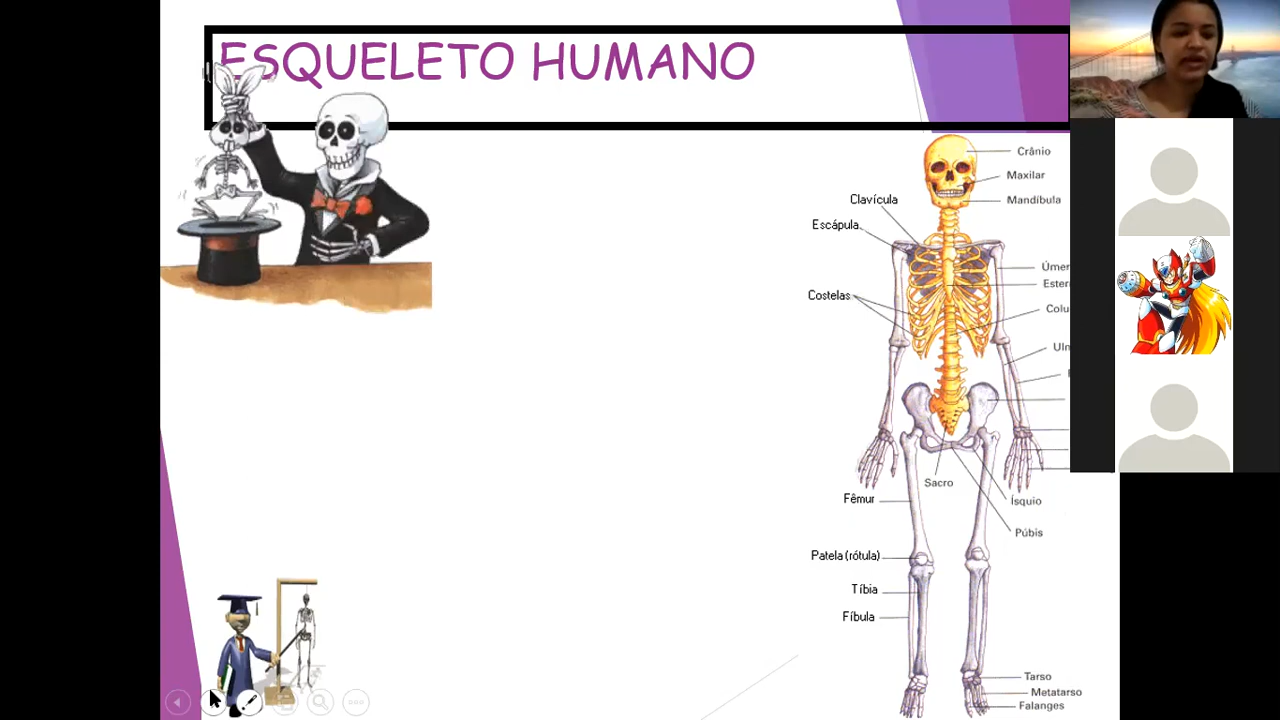 ESQUELETO HUMANO
Crânio
Maxilar
Mandíbula
Clavícula
Escápula
Costelas
Sacro
Ísquio
Púbis
Fêmur
Patela (rótula)
Tíbia
Fíbula
Tarso
Metatarso
Falanges